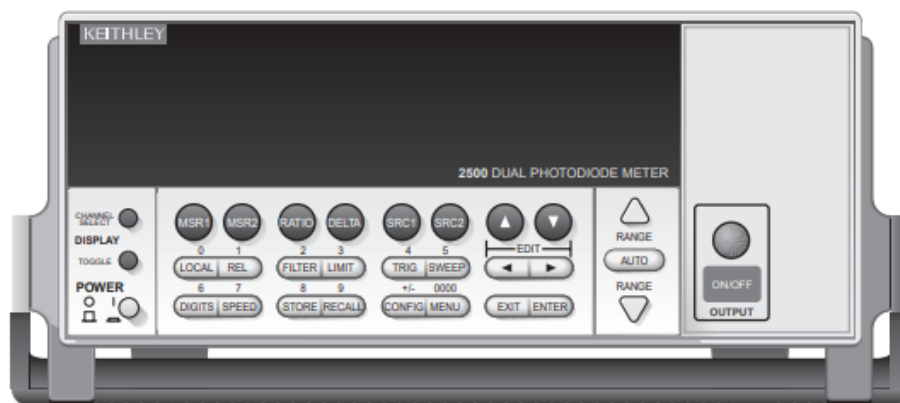 KEITHLEY
2500 DUAL PHOTODIODE METER
CHANNEL
SELECT
DISPLAY
TOGGLE
POWER
MSR1 MSR2 RATIO DELTA SRC1 SRC2
0 1 2 3 4 5
EDIT
LOCAL REL FILTER LIMIT TRIG SWEEP
6 7 8 9 +/- 0000
DIGITS SPEED STORE RECALL CONFIG MENU EXIT ENTER
RANGE
AUTO
RANGE
ON/OFF
OUTPUT